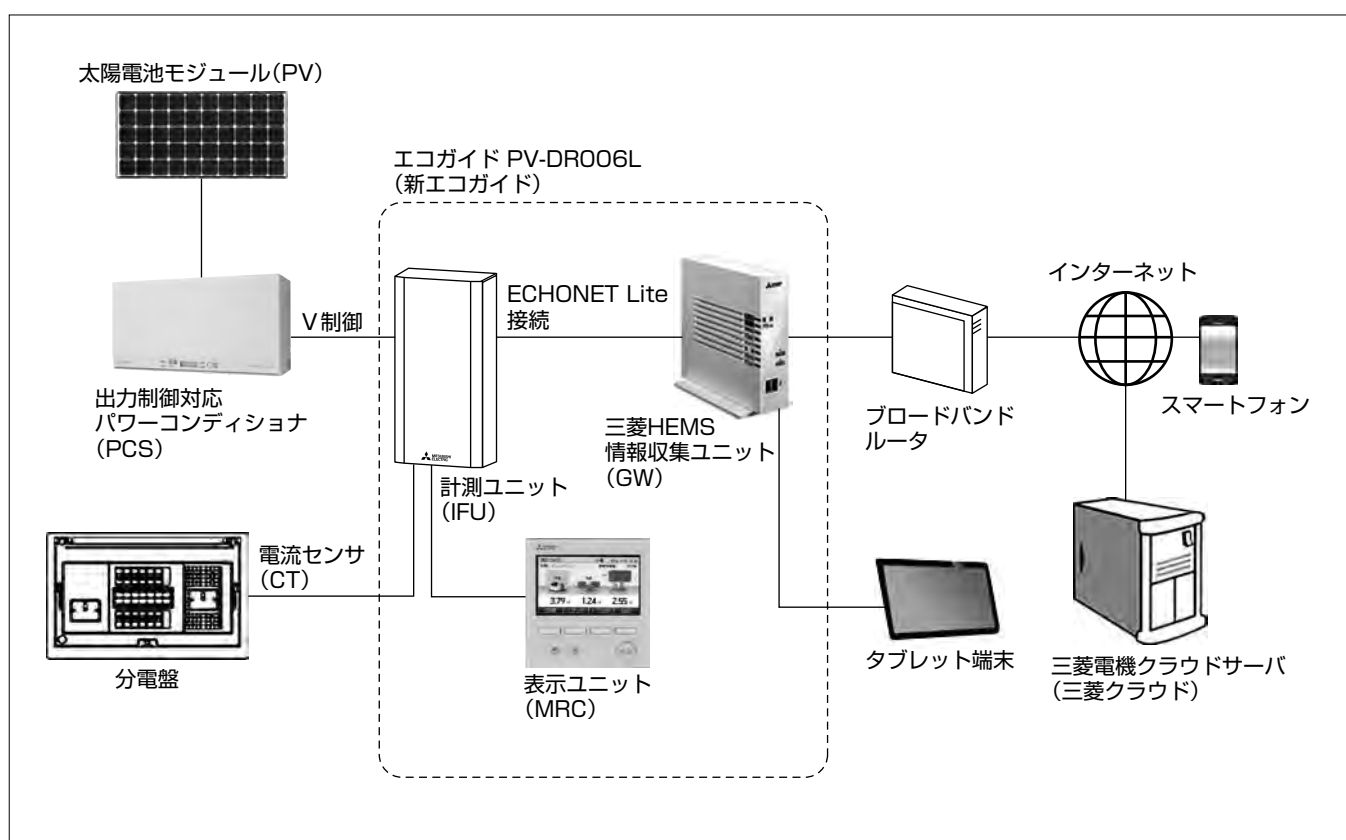 太陽電池モジュール(PV)
エコガイド PV-DR006L
(新エコガイド)
V制御
ECHONET Lite
接続
インターネット
出力制御対応
パワーコンディショナ
(PCS)
MITSUBISHI
ELECTRIC
計測ユニット
(IFU)
三菱HEMS
情報収集ユニット
(GW)
ブロードバンド
ルータ
スマートフォン
電流センサ
(CT)
3.79
1.24
2.55
分電盤
表示ユニット
(MRC)
タブレット端末
三菱電機クラウドサーバ
(三菱クラウド)